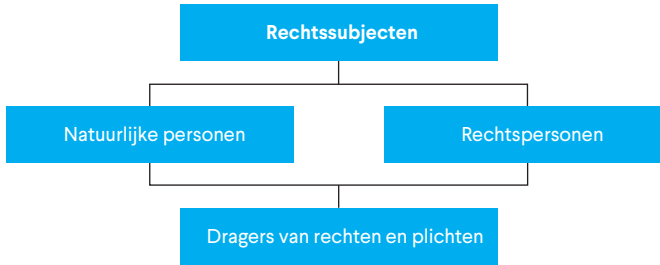 Rechtssubjecten
Natuurlijke personen
Rechtspersonen
Dragers van rechten en plichten